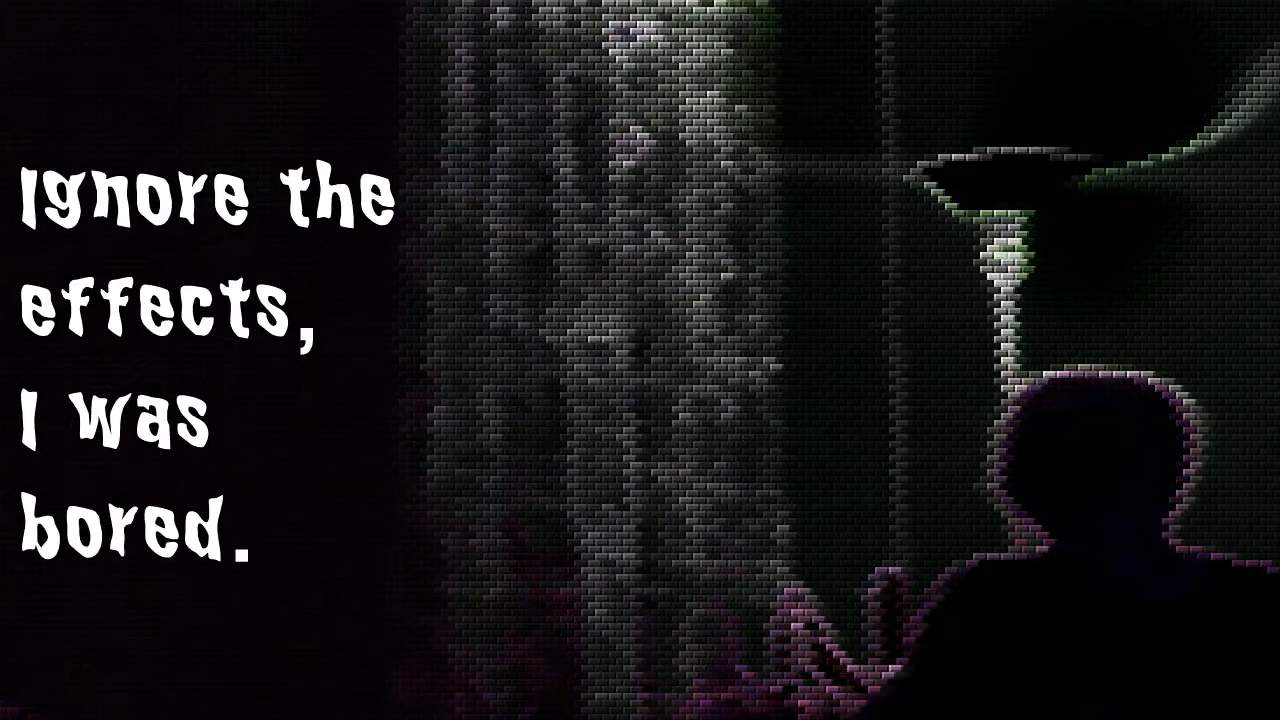 Ignore the
effects,
I was
bored.